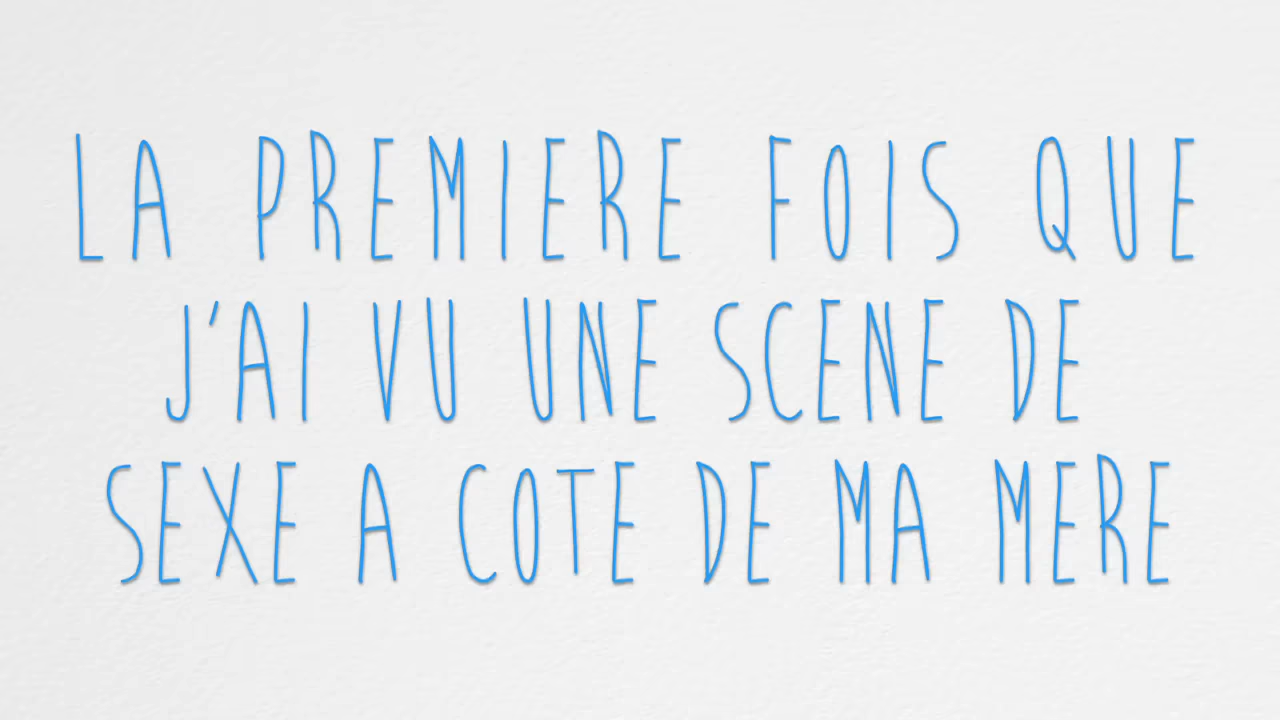 LA PREMIERE FOIS QUE
J'AI VU UNE SCENE DE
SEXE A COTE DE MA MERE